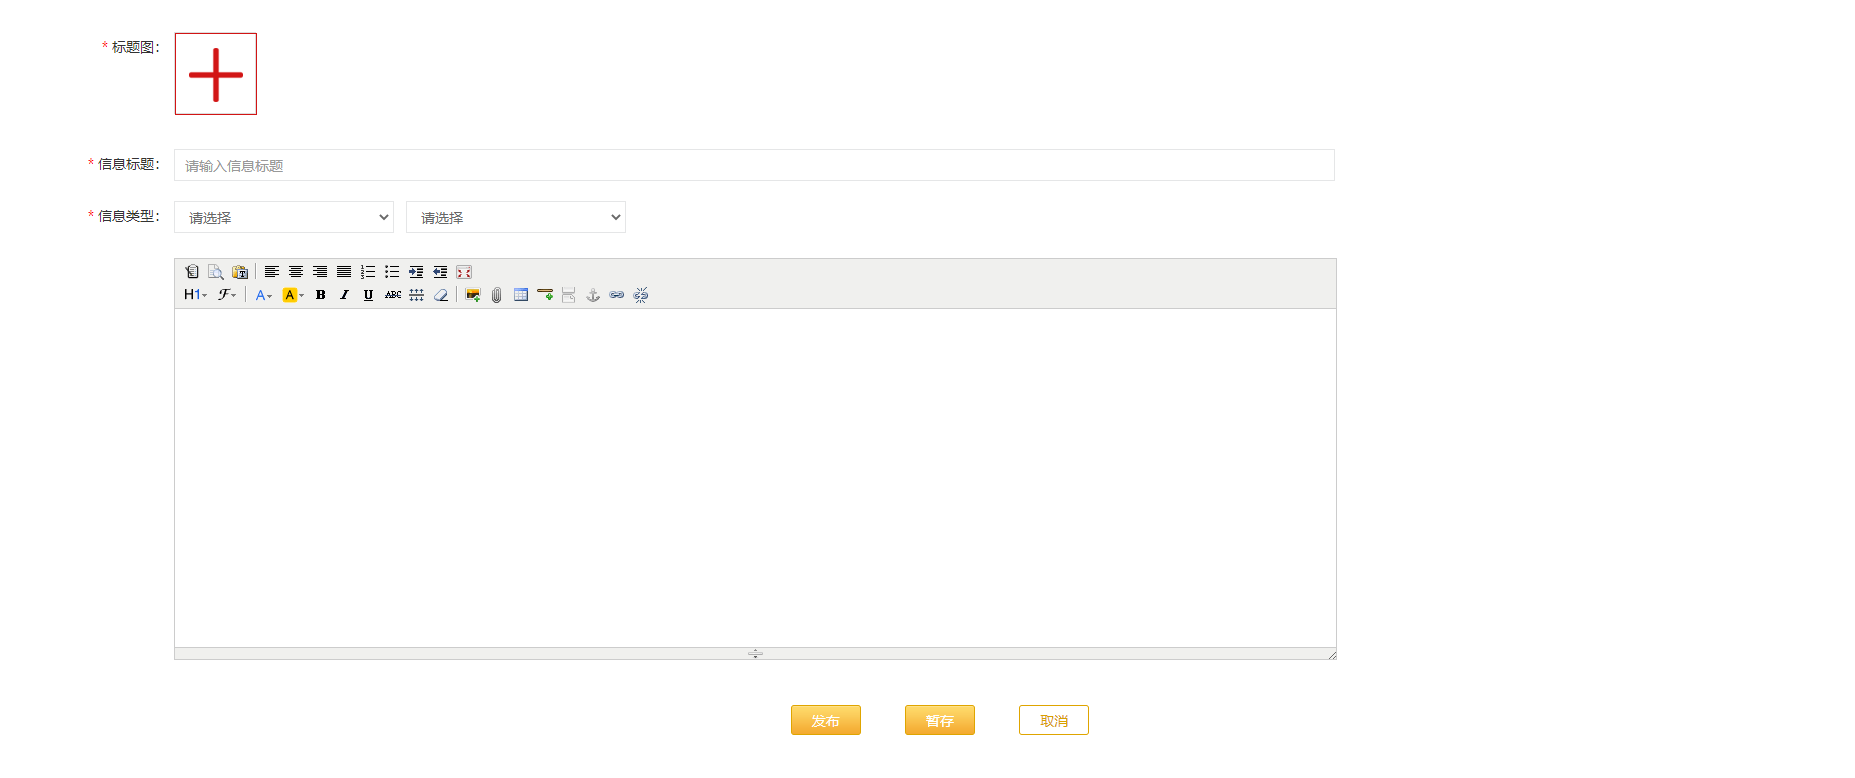 * 标题图:
* 信息标题: 请输入信息标题
* 信息类型: 请选择 请选择
H1 F A A B I U ABC
发布 暂存 取消